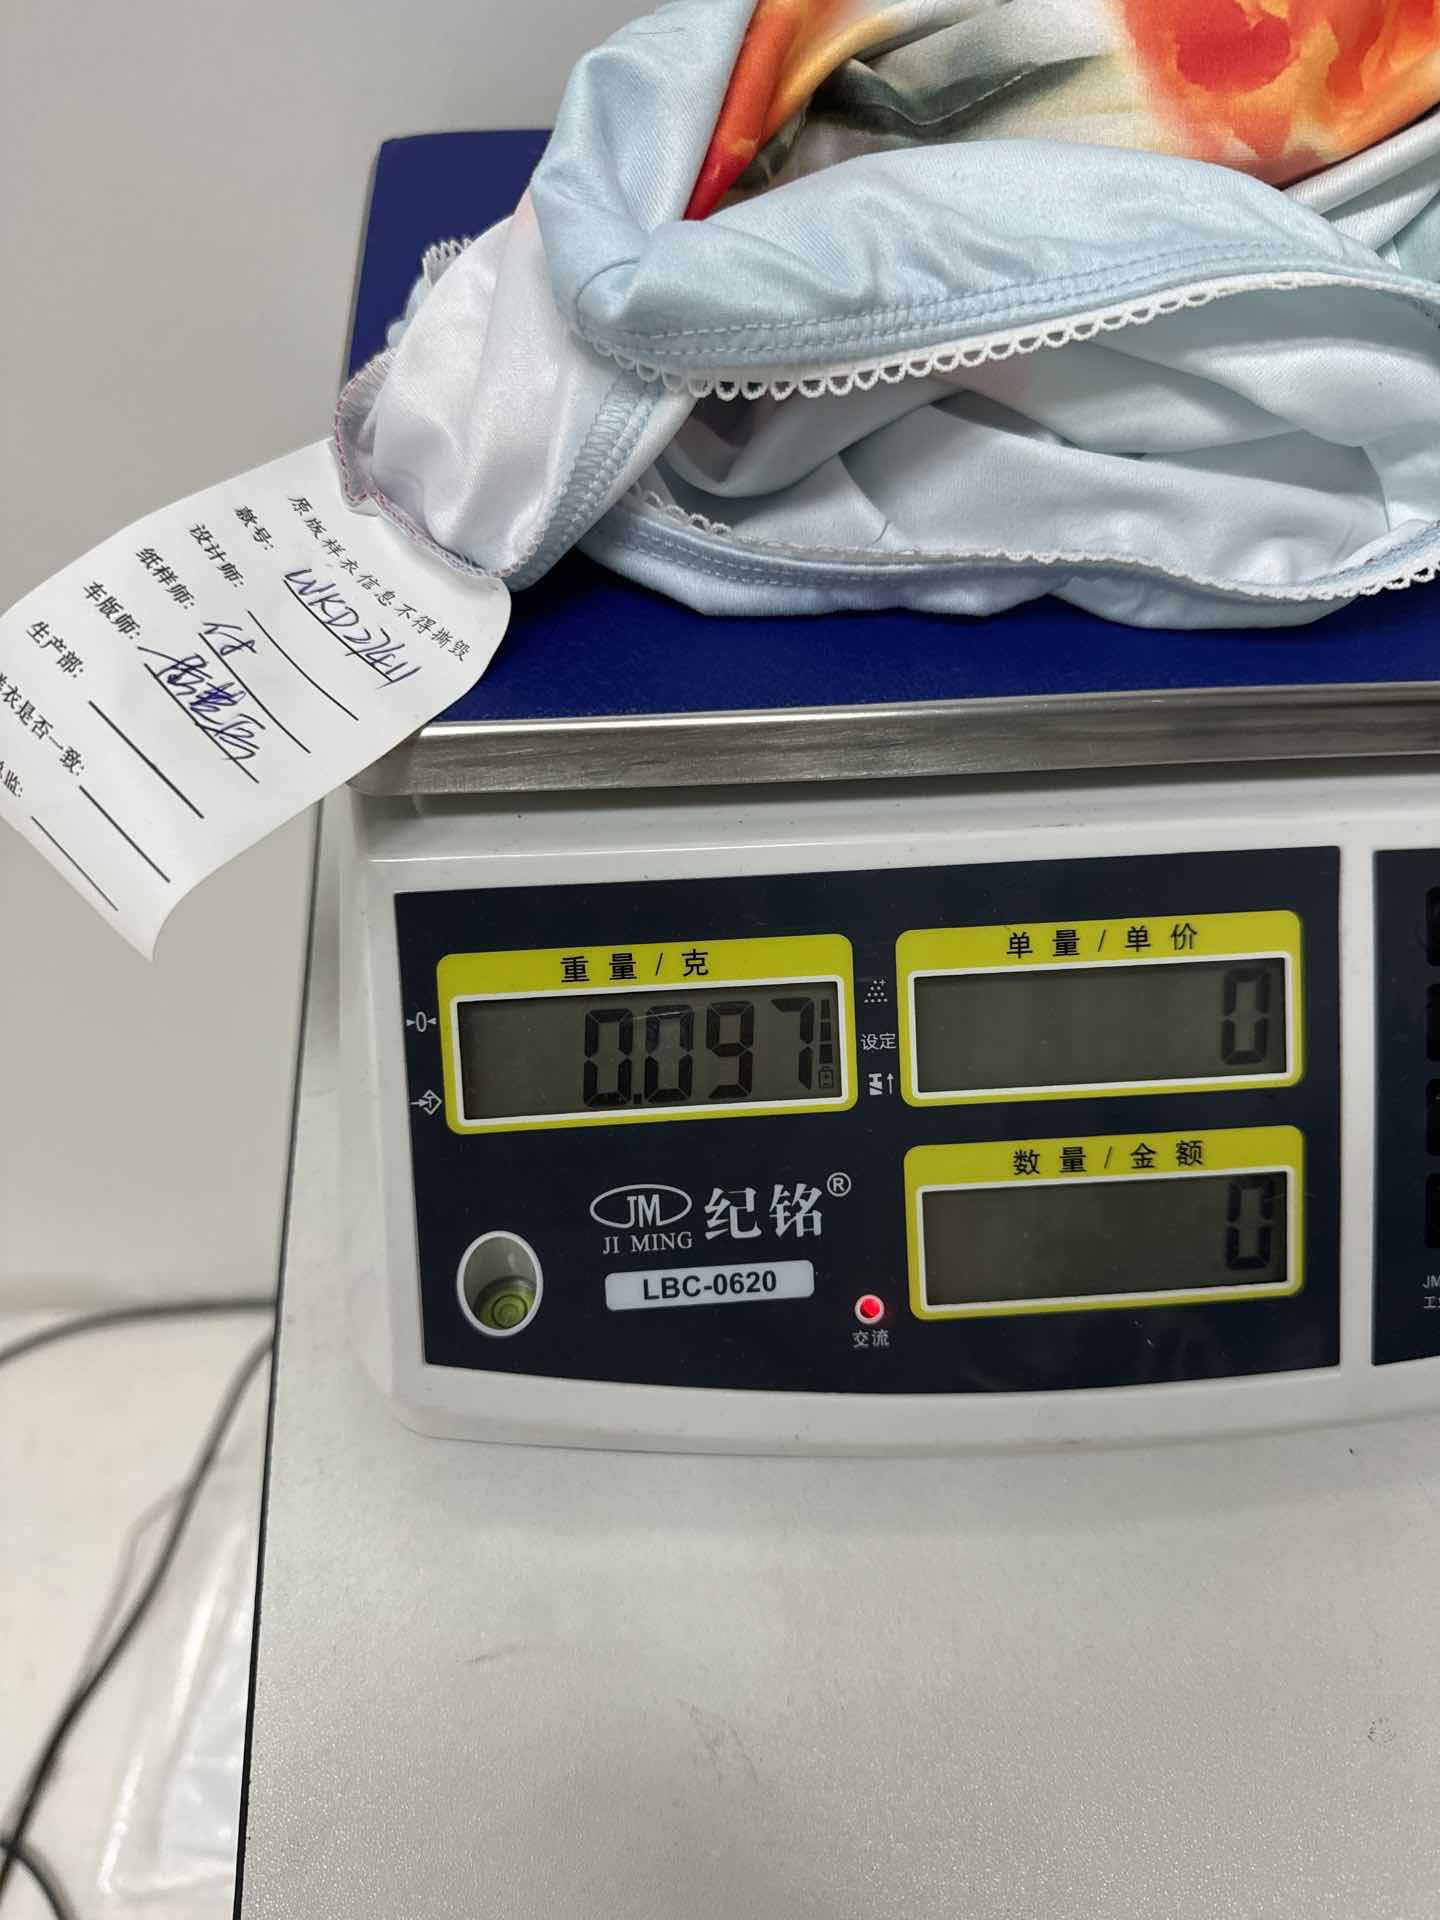 原版样衣信息不得撕毁
款号:
设计师:
纸样师: 付
车版师:
生产部:
样衣是否一致:
总监:
重量/克
0.097
单量/单价
0
设定
数量/金额
0
JM 纪铭®
JI MING
LBC-0620
交流
JM